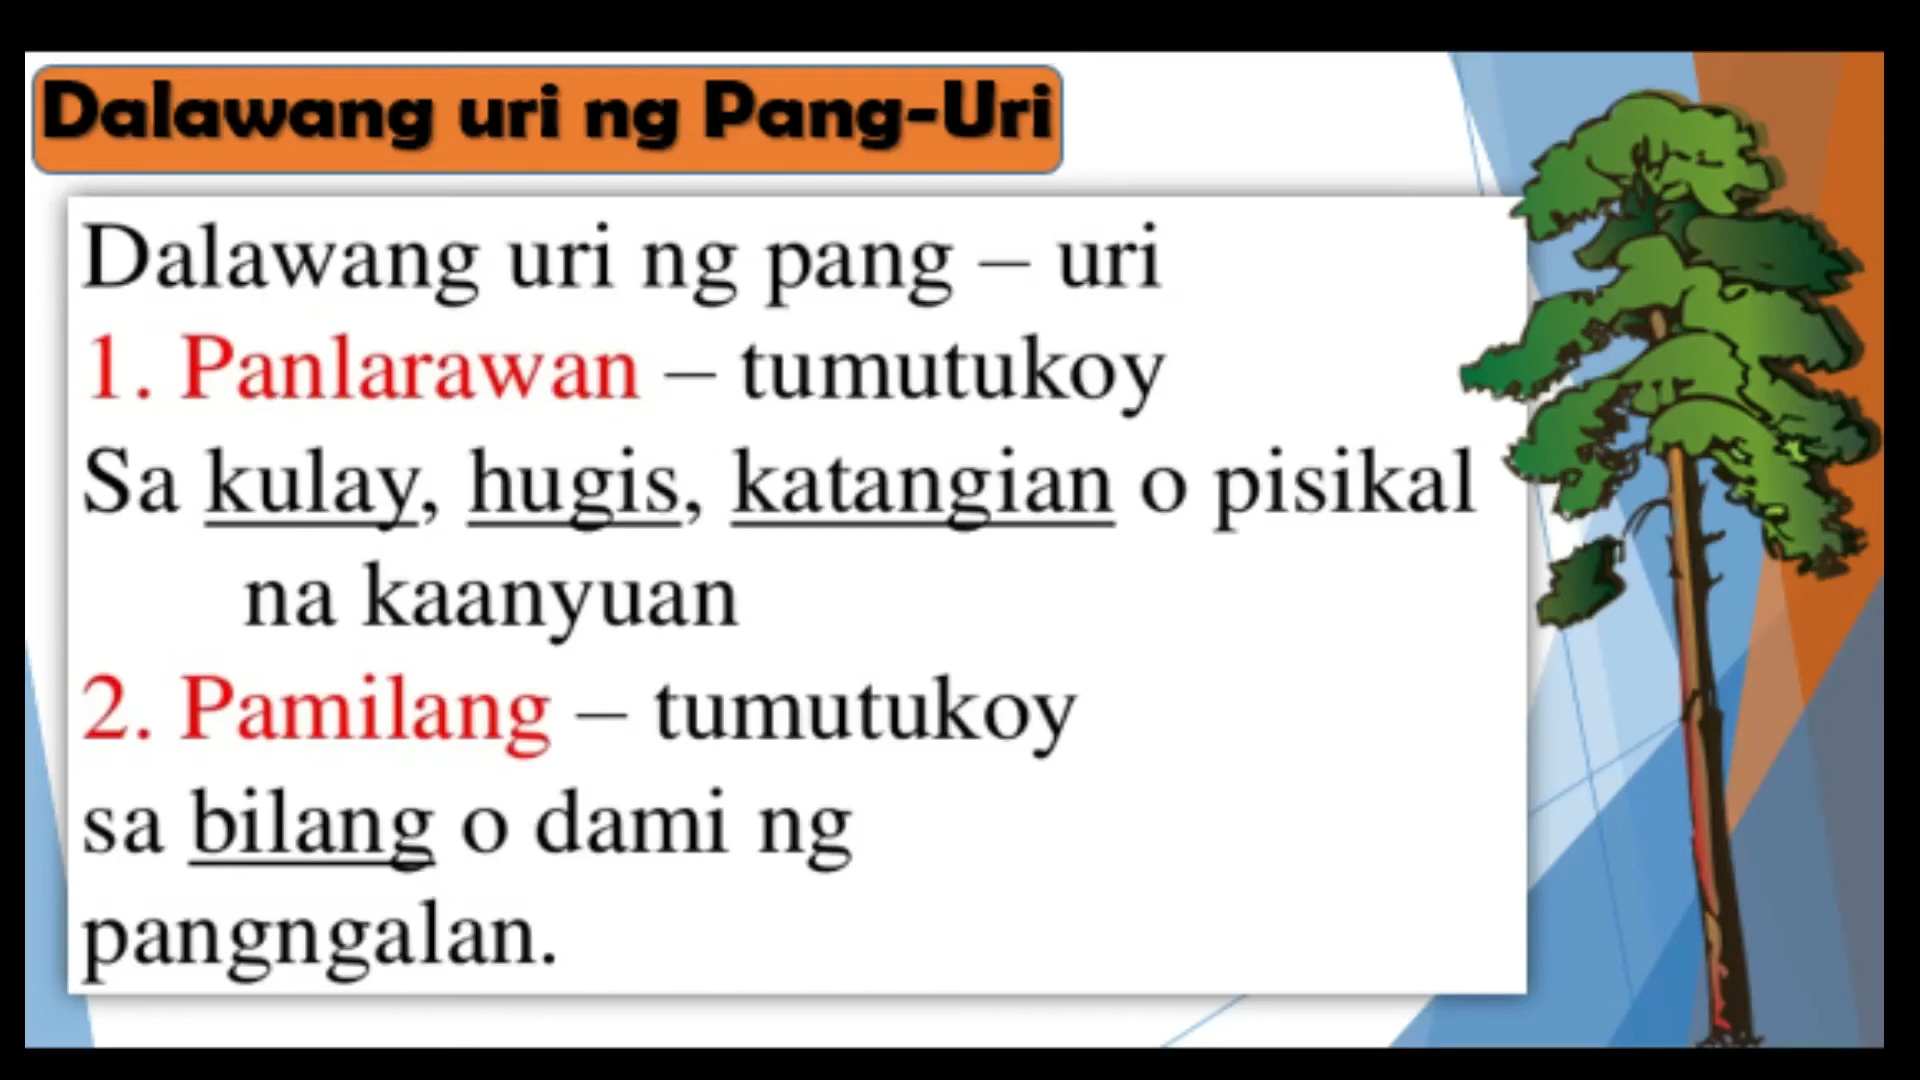 Dalawang uri ng Pang-Uri
Dalawang uri ng pang – uri
1. Panlarawan – tumutukoy
Sa kulay, hugis, katangian o pisikal
na kaanyuan
2. Pamilang – tumutukoy
sa bilang o dami ng
pangngalan.